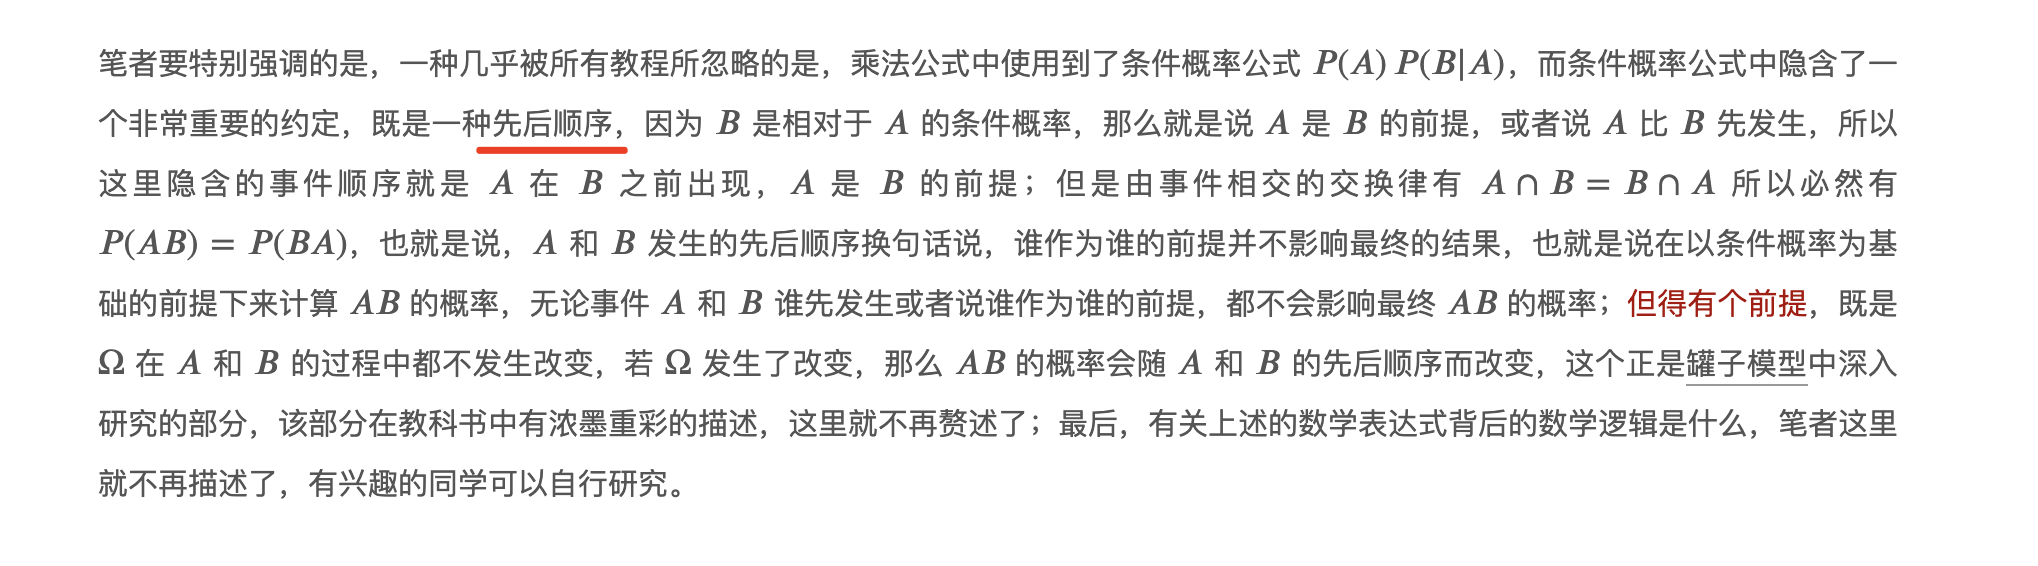 笔者要特别强调的是，一种几乎被所有教程所忽略的是，乘法公式中使用到了条件概率公式 P(A) P(B|A)，而条件概率公式中隐含了一
个非常重要的约定，既是一种先后顺序，因为 B 是相对于 A 的条件概率，那么就是说 A 是 B 的前提，或者说 A 比 B 先发生，所以
这里隐含的事件顺序就是 A 在 B 之前出现，A 是 B 的前提；但是由事件相交的交换律有 A ∩ B = B ∩ A 所以必然有
P(AB) = P(BA)，也就是说，A 和 B 发生的先后顺序换句话说，谁作为谁的前提并不影响最终的结果，也就是说在以条件概率为基
础的前提下来计算 AB 的概率，无论事件 A 和 B 谁先发生或者说谁作为谁的前提，都不会影响最终 AB 的概率；但得有个前提，既是
Ω 在 A 和 B 的过程中都不发生改变，若 Ω 发生了改变，那么 AB 的概率会随 A 和 B 的先后顺序而改变，这个正是罐子模型中深入
研究的部分，该部分在教科书中有浓墨重彩的描述，这里就不再赘述了；最后，有关上述的数学表达式背后的数学逻辑是什么，笔者这里
就不再描述了，有兴趣的同学可以自行研究。